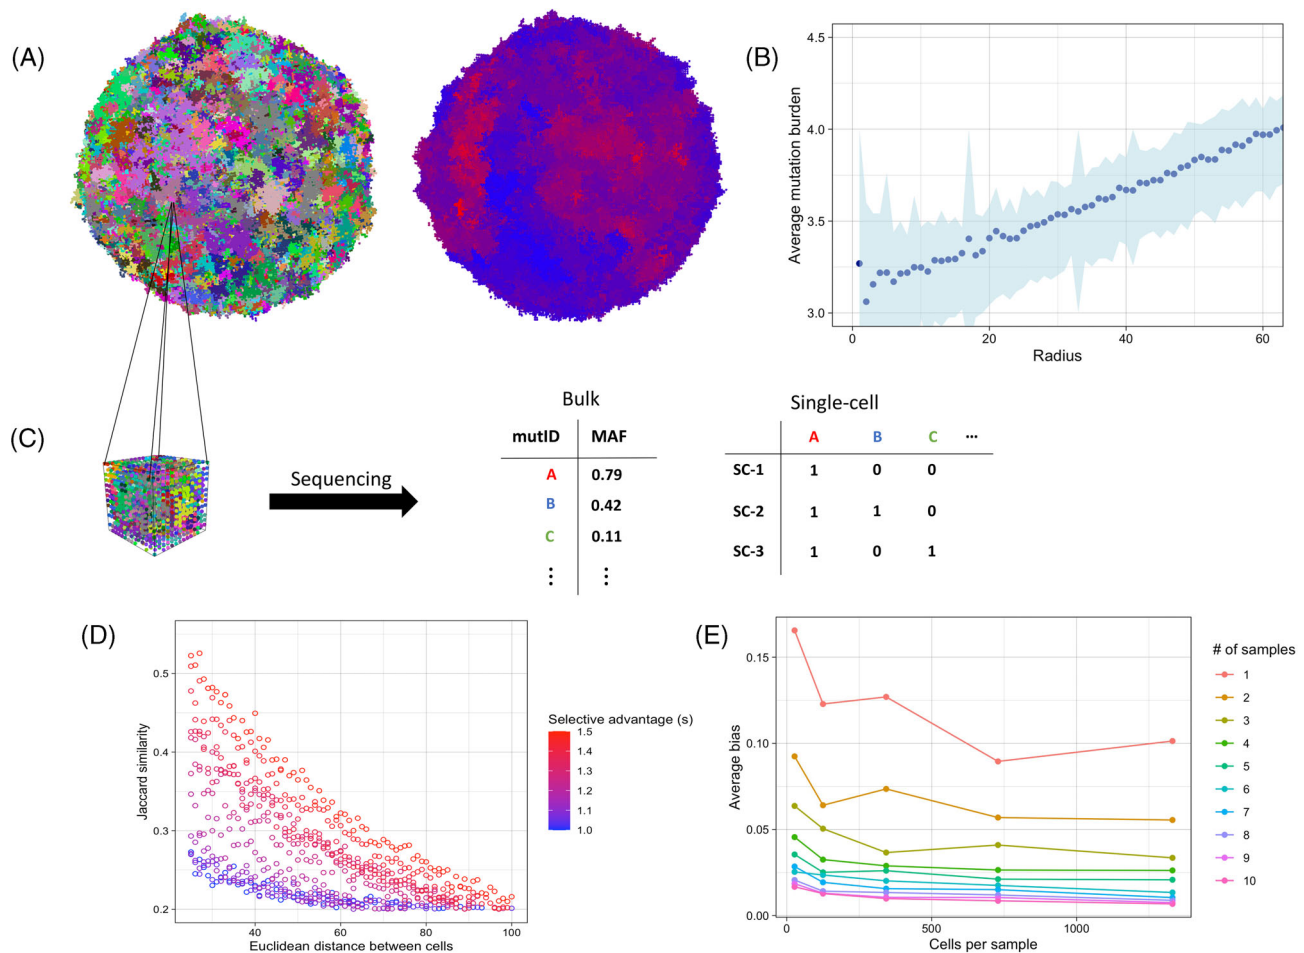 (A)
(B)
Average mutation burden
4.5
4.0
3.5
3.0
0 20 40 60
Radius
(C)
Sequencing
Bulk
mutID MAF
A 0.79
B 0.42
C 0.11
⋮ ⋮
Single-cell
A B C ...
SC-1 1 0 0
SC-2 1 1 0
SC-3 1 0 1
(D)
Jaccard similarity
0.5
0.4
0.3
0.2
40 60 80 100
Euclidean distance between cells
Selective advantage (s)
1.5
1.4
1.3
1.2
1.1
1.0
(E)
Average bias
0.15
0.10
0.05
0.00
0 500 1000
Cells per sample
# of samples
1
2
3
4
5
6
7
8
9
10